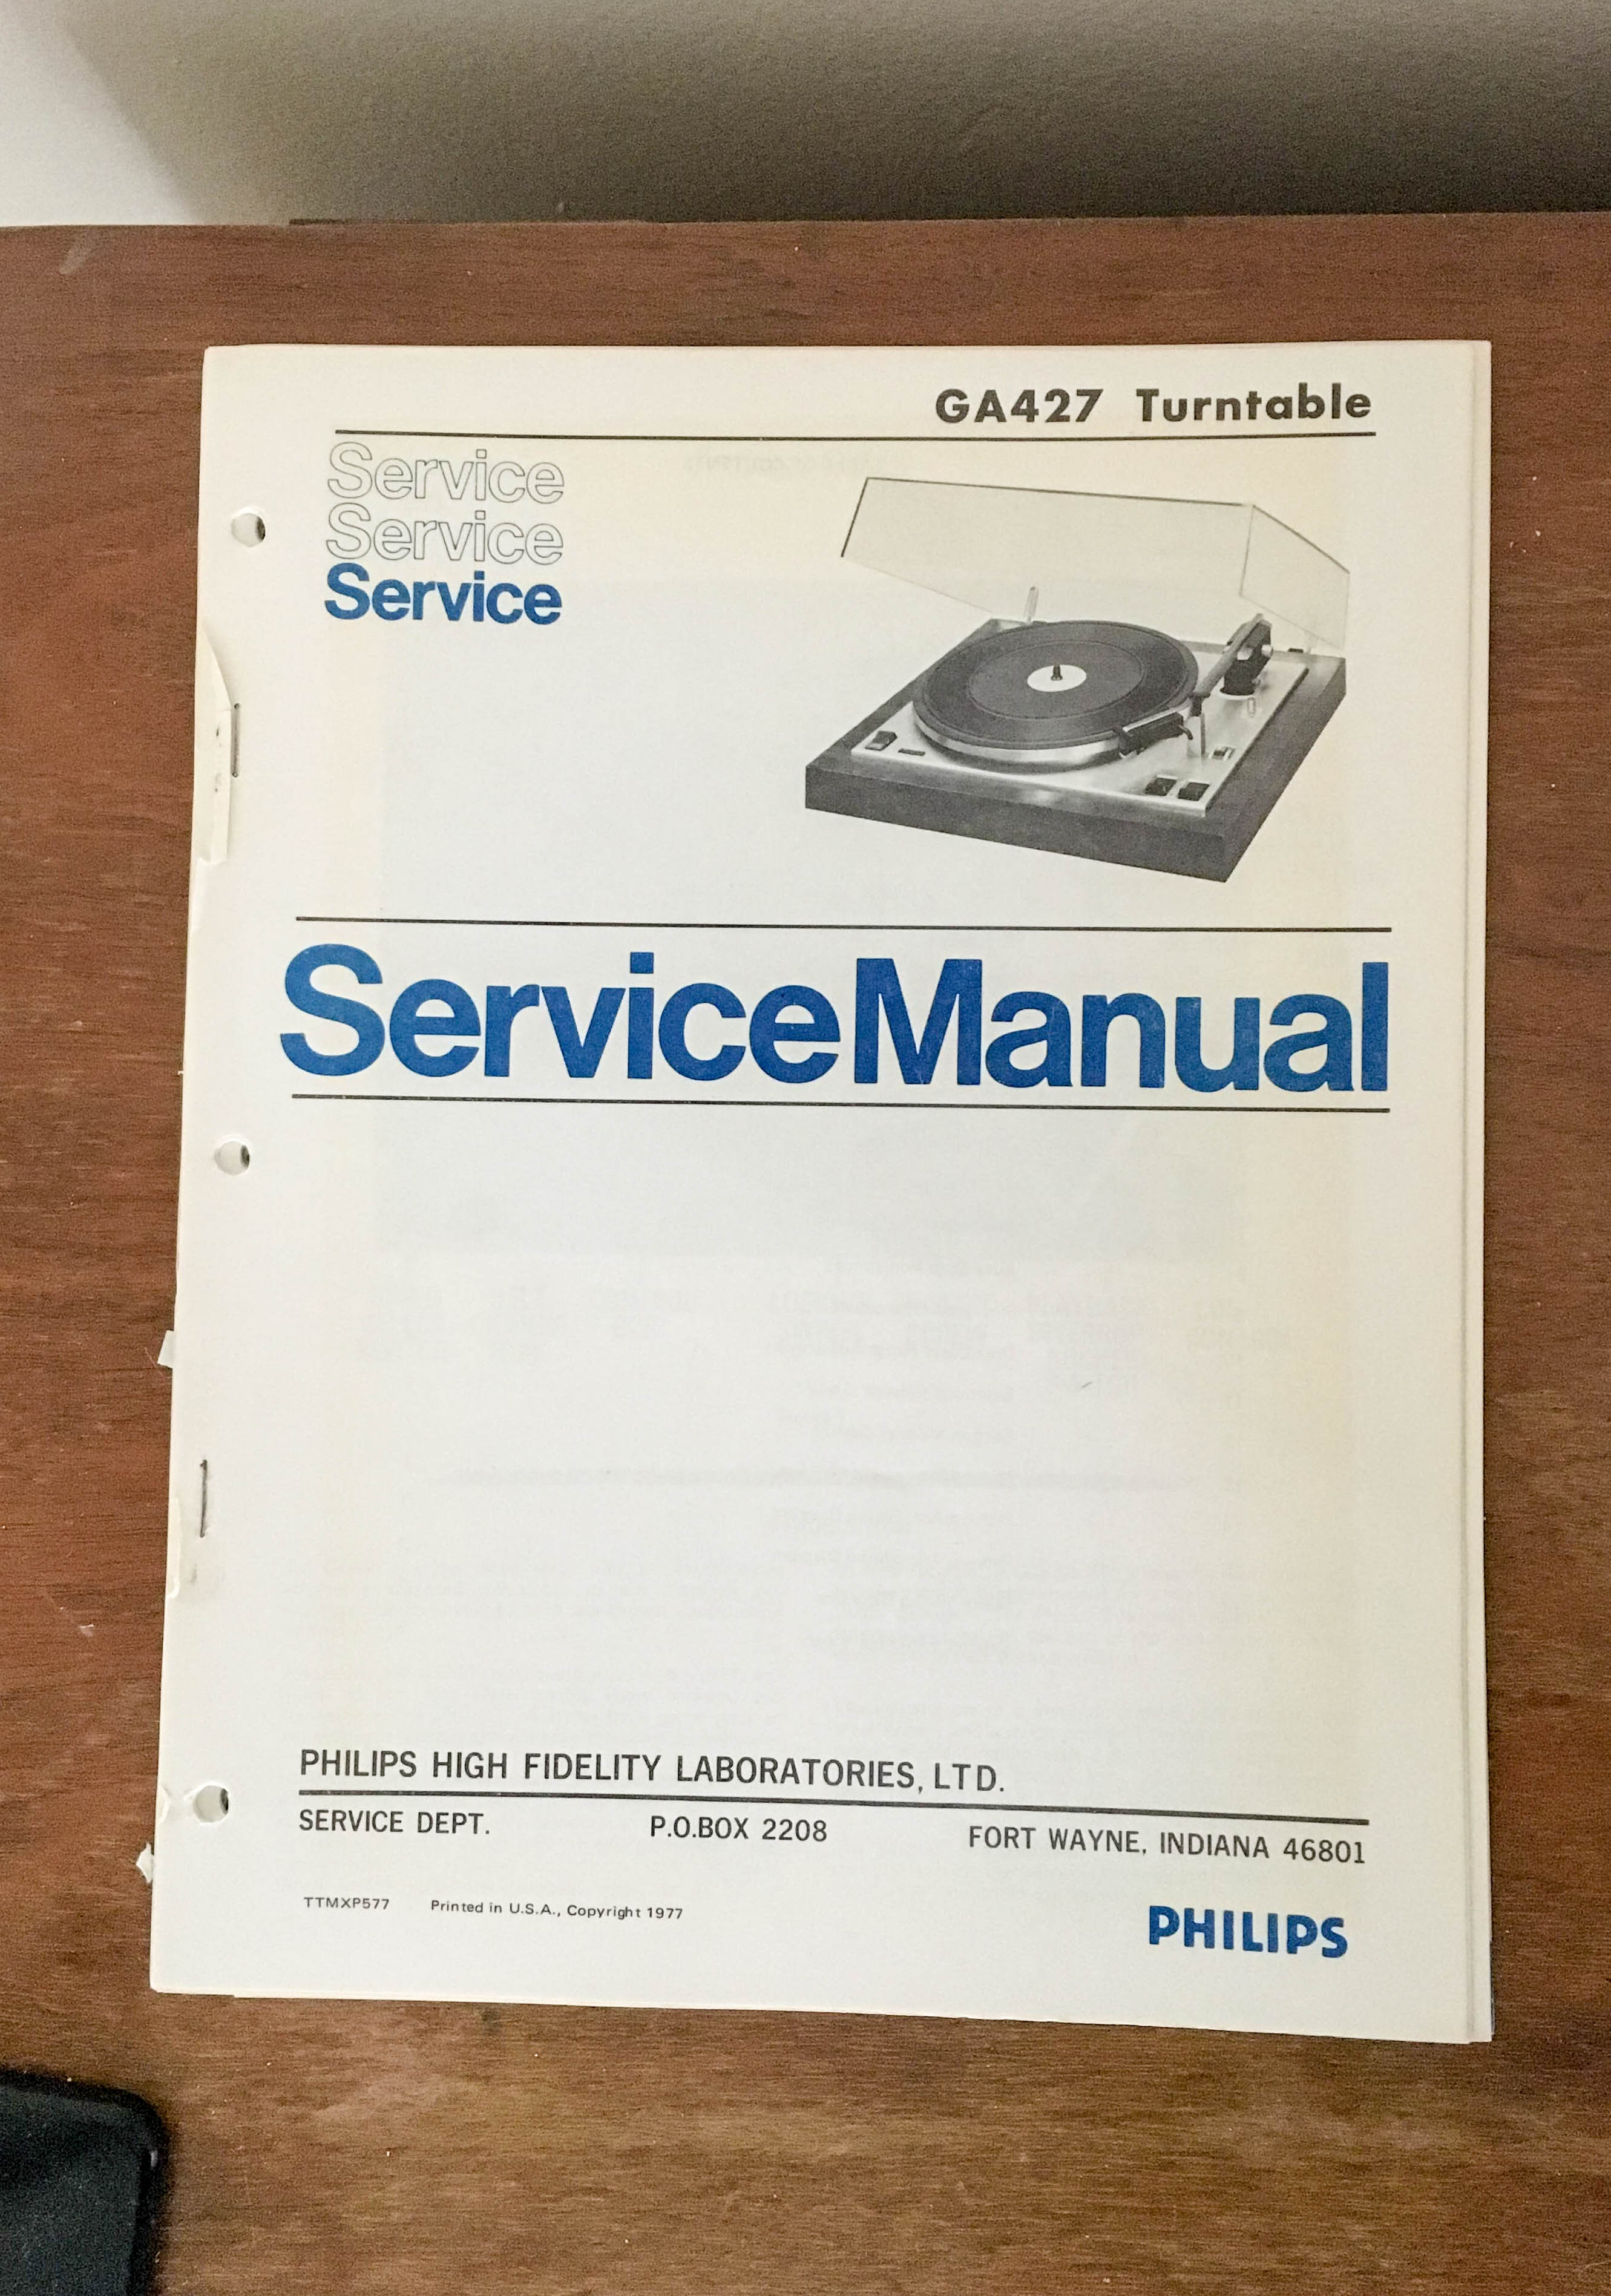 GA427 Turntable
Service
Service
Service
ServiceManual
PHILIPS HIGH FIDELITY LABORATORIES, LTD.
SERVICE DEPT. P.O.BOX 2208 FORT WAYNE, INDIANA 46801
TTMXP577 Printed in U.S.A., Copyright 1977
PHILIPS